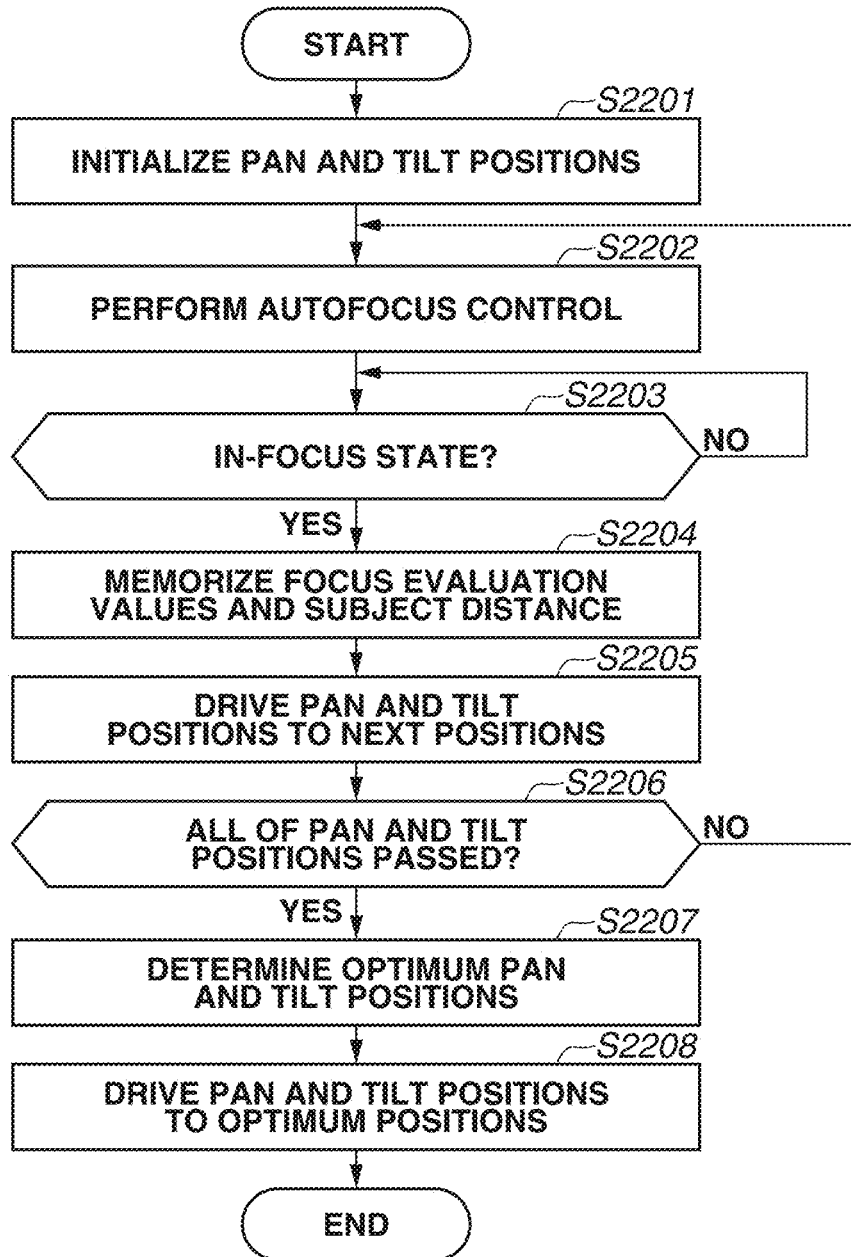 START
S2201
INITIALIZE PAN AND TILT POSITIONS
S2202
PERFORM AUTOFOCUS CONTROL
S2203
IN-FOCUS STATE?
NO
YES
S2204
MEMORIZE FOCUS EVALUATION
VALUES AND SUBJECT DISTANCE
S2205
DRIVE PAN AND TILT
POSITIONS TO NEXT POSITIONS
S2206
ALL OF PAN AND TILT
POSITIONS PASSED?
NO
YES
S2207
DETERMINE OPTIMUM PAN
AND TILT POSITIONS
S2208
DRIVE PAN AND TILT POSITIONS
TO OPTIMUM POSITIONS
END